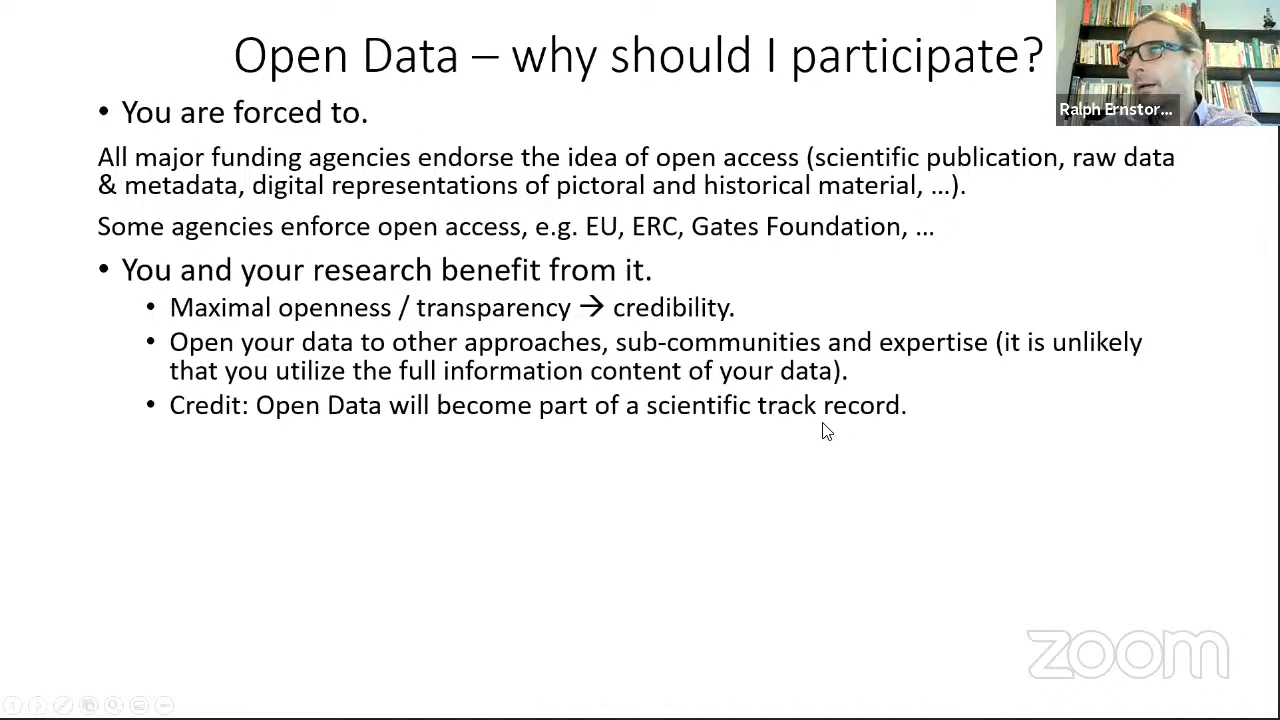 Open Data – why should I participate?
Ralph Ernstor...
• You are forced to.
All major funding agencies endorse the idea of open access (scientific publication, raw data
& metadata, digital representations of pictoral and historical material, ...).
Some agencies enforce open access, e.g. EU, ERC, Gates Foundation, ...
• You and your research benefit from it.
• Maximal openness / transparency → credibility.
• Open your data to other approaches, sub-communities and expertise (it is unlikely
that you utilize the full information content of your data).
• Credit: Open Data will become part of a scientific track record.
zoom